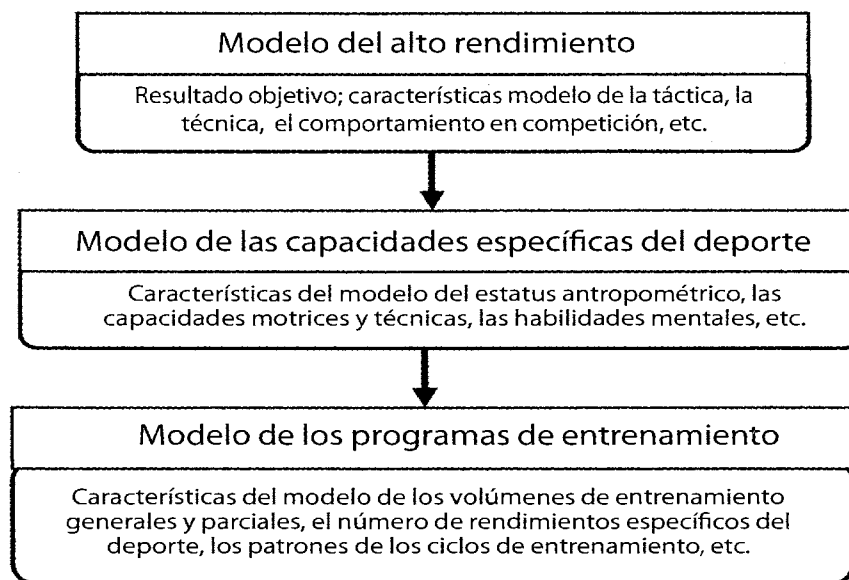 Modelo del alto rendimiento
Resultado objetivo; características modelo de la táctica, la
técnica, el comportamiento en competición, etc.
Modelo de las capacidades específicas del deporte
Características del modelo del estatus antropométrico, las
capacidades motrices y técnicas, las habilidades mentales, etc.
Modelo de los programas de entrenamiento
Características del modelo de los volúmenes de entrenamiento
generales y parciales, el número de rendimientos específicos del
deporte, los patrones de los ciclos de entrenamiento, etc.